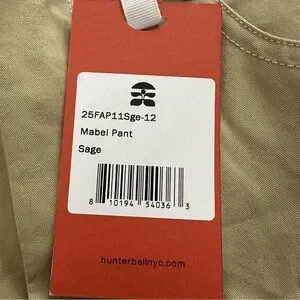 25FAP11Sge-12
Mabel Pant
Sage
8 10194 54036 3
hunterbellnyc.com